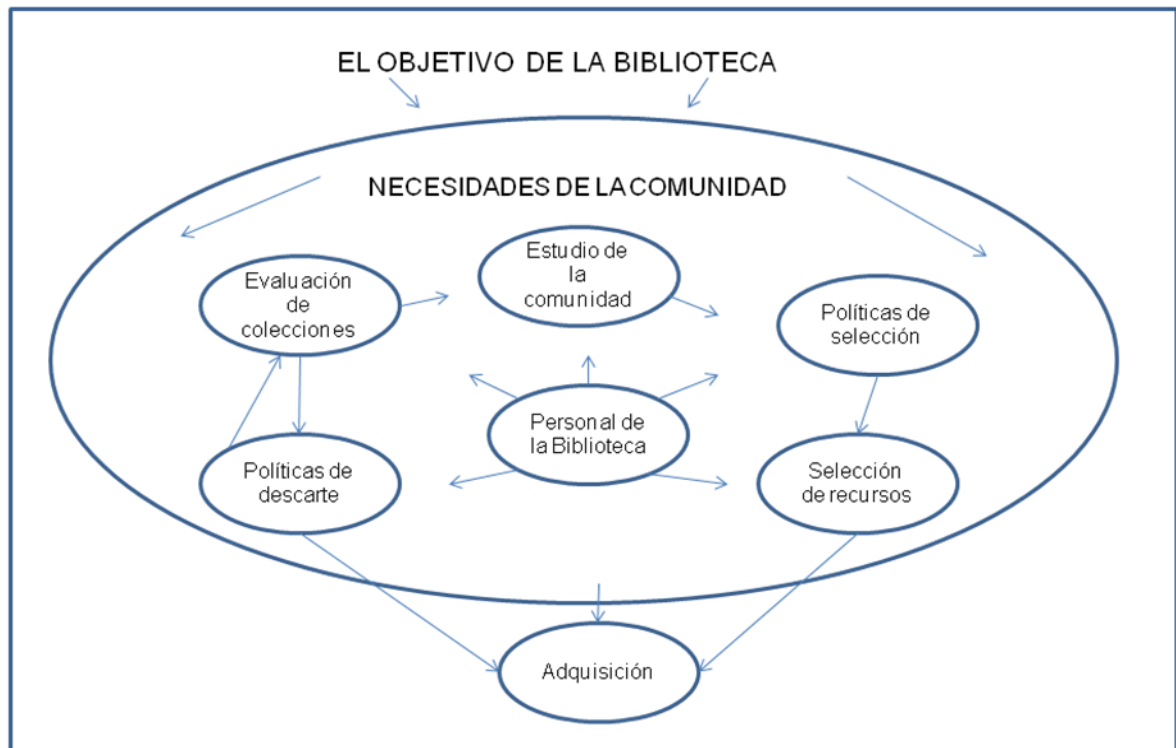 EL OBJETIVO DE LA BIBLIOTECA
NECESIDADES DE LA COMUNIDAD
Estudio de
la
comunidad
Evaluación
de
colecciones
Políticas de
selección
Personal de
la Biblioteca
Políticas de
descarte
Selección
de recursos
Adquisición